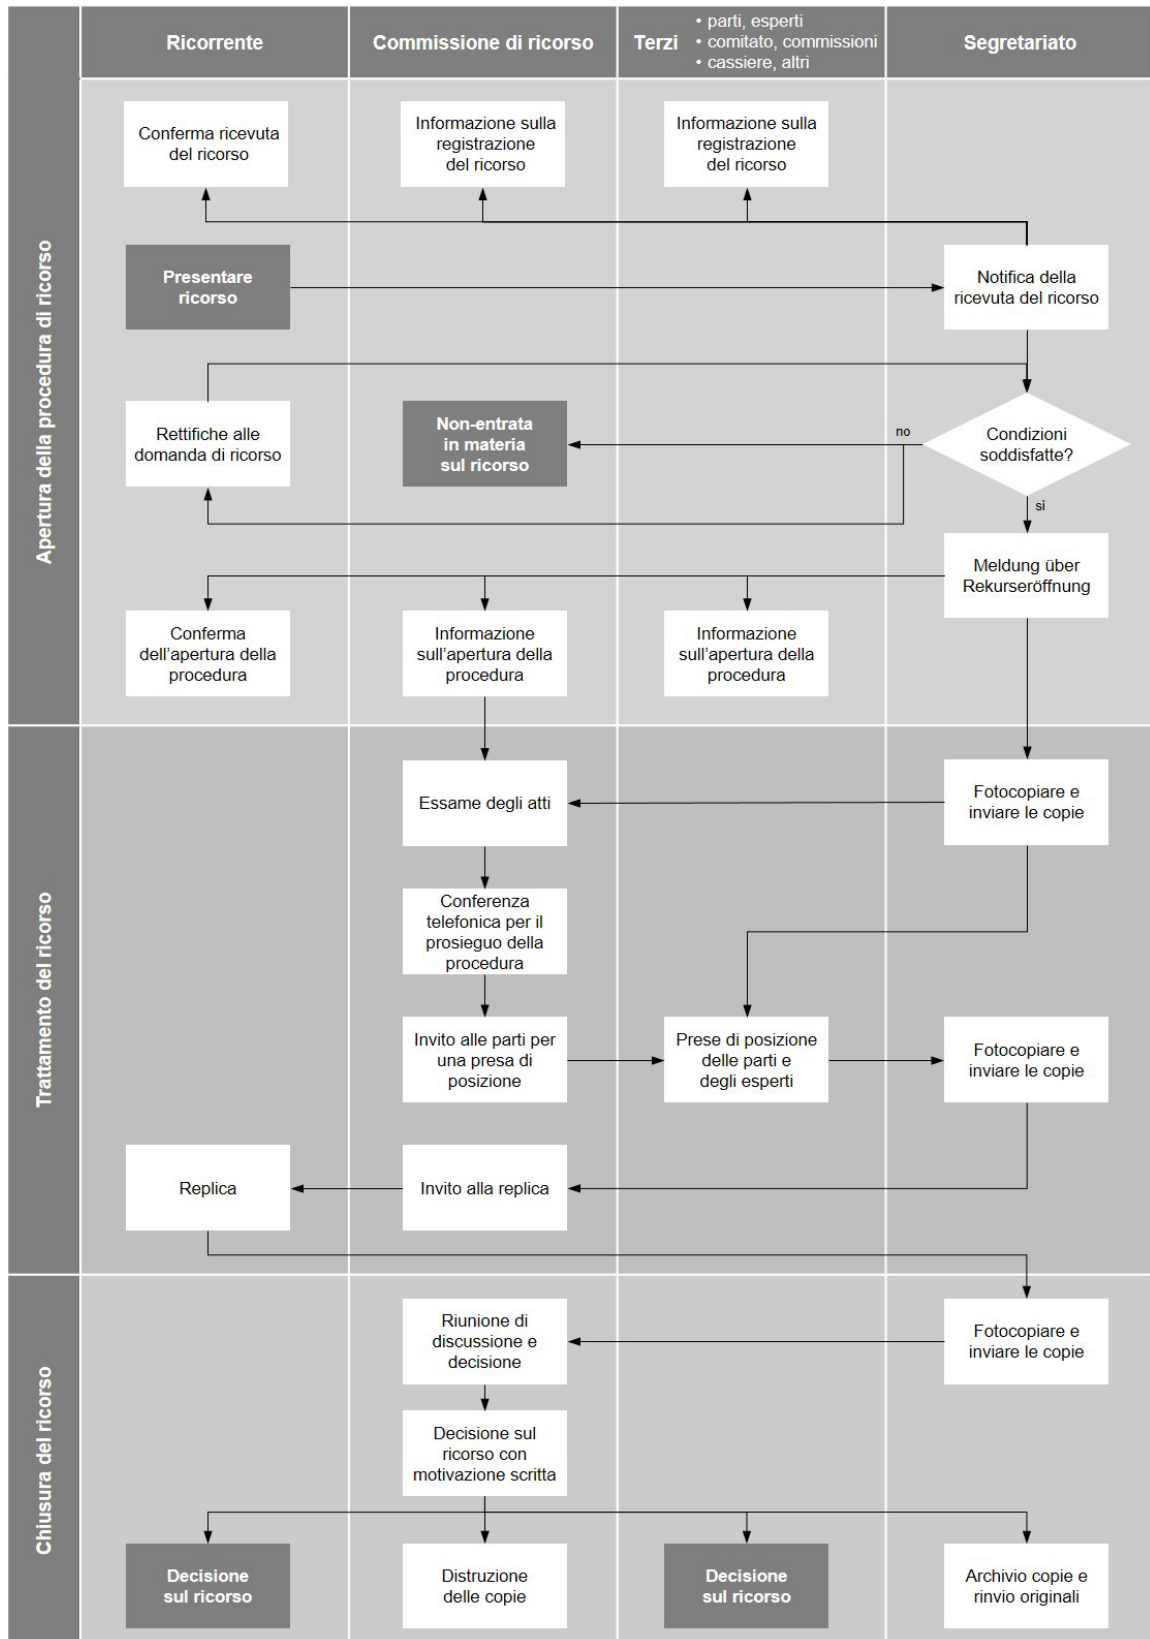 Ricorrente
Commissione di ricorso
Terzi
• parti, esperti
• comitato, commissioni
• cassiere, altri
Segretariato
Apertura della procedura di ricorso
Conferma ricevuta
del ricorso
Informazione sulla
registrazione
del ricorso
Informazione sulla
registrazione
del ricorso
Presentare
ricorso
Notifica della
ricevuta del ricorso
Rettifiche alle
domanda di ricorso
Non-entrata
in materia
sul ricorso
no
Condizioni
soddisfatte?
si
Meldung über
Rekurseröffnung
Conferma
dell'apertura della
procedura
Informazione
sull'apertura della
procedura
Informazione
sull'apertura della
procedura
Trattamento del ricorso
Essame degli atti
Fotocopiare e
inviare le copie
Conferenza
telefonica per il
prosieguo della
procedura
Invito alle parti per
una presa di
posizione
Prese di posizione
delle parti e
degli esperti
Fotocopiare e
inviare le copie
Replica
Invito alla replica
Chiusura del ricorso
Riunione di
discussione e
decisione
Fotocopiare e
inviare le copie
Decisione sul
ricorso con
motivazione scritta
Decisione
sul ricorso
Distruzione
delle copie
Decisione
sul ricorso
Archivio copie e
rinvio originali